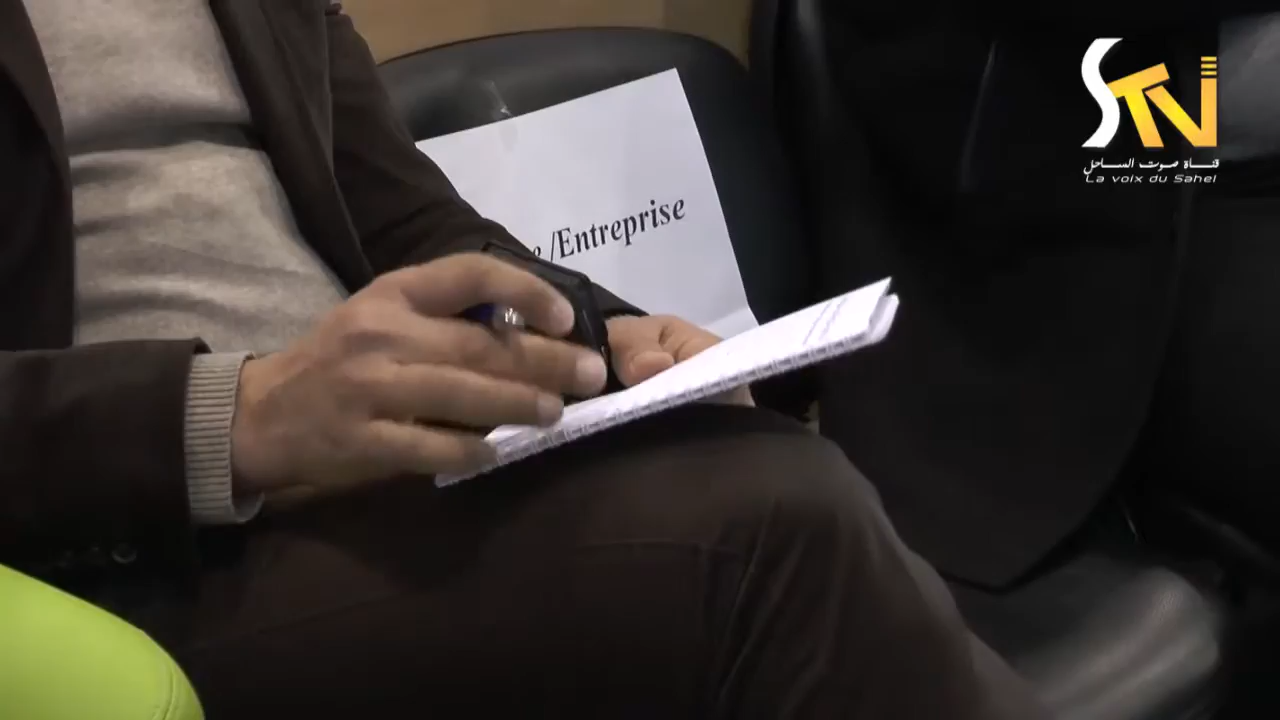 STV
قناة صوت الساحل
La voix du Sahel
/Entreprise